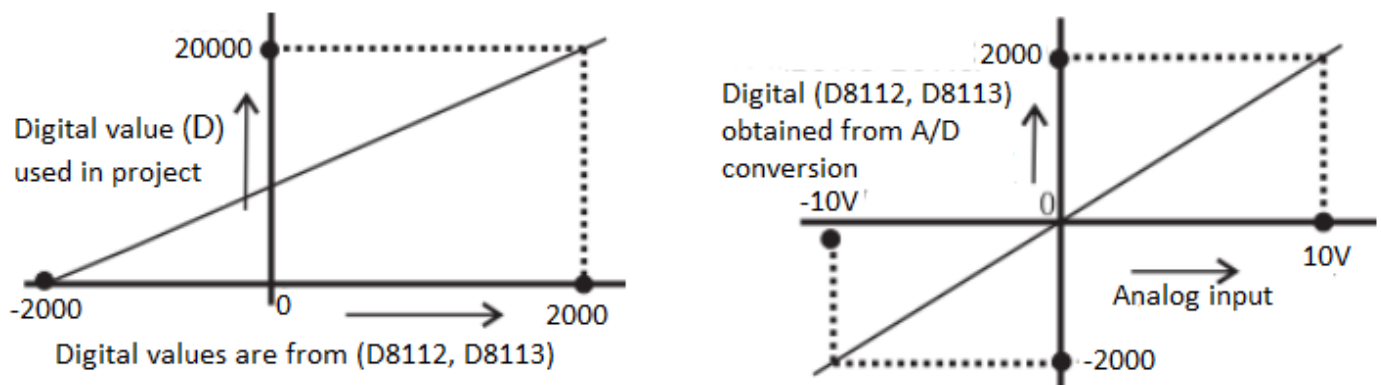 20000
Digital value (D)
used in project
-2000
0
2000
Digital values are from (D8112, D8113)
2000
Digital (D8112, D8113)
obtained from A/D
conversion
-10V
0
10V
Analog input
-2000